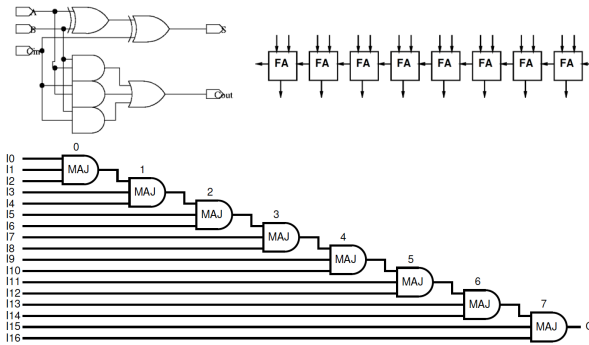 A
B
Cin
S
Cout
FA FA FA FA FA FA FA FA
0
1
2
3
4
5
6
7
MAJ
MAJ
MAJ
MAJ
MAJ
MAJ
MAJ
MAJ
I0
I1
I2
I3
I4
I5
I6
I7
I8
I9
I10
I11
I12
I13
I14
I15
I16